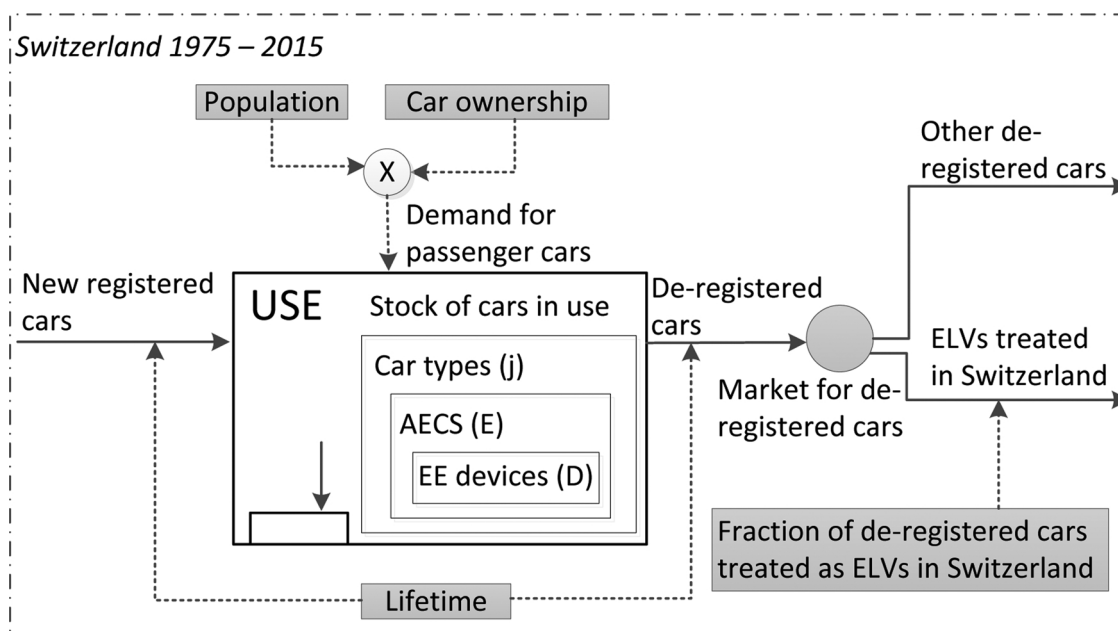 Switzerland 1975 – 2015
Population
Car ownership
X
Demand for
passenger cars
Other de-
registered cars
New registered
cars
USE
Stock of cars in use
Car types (j)
AECS (E)
EE devices (D)
De-registered
cars
Market for de-
registered cars
ELVs treated
in Switzerland
Fraction of de-registered cars
treated as ELVs in Switzerland
Lifetime